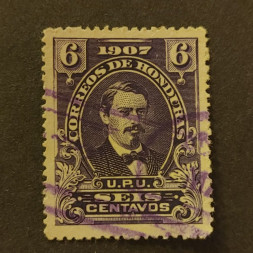 1907
6 6
CORREOS DE HONDURAS
U.P.U.
SEIS
CENTAVOS